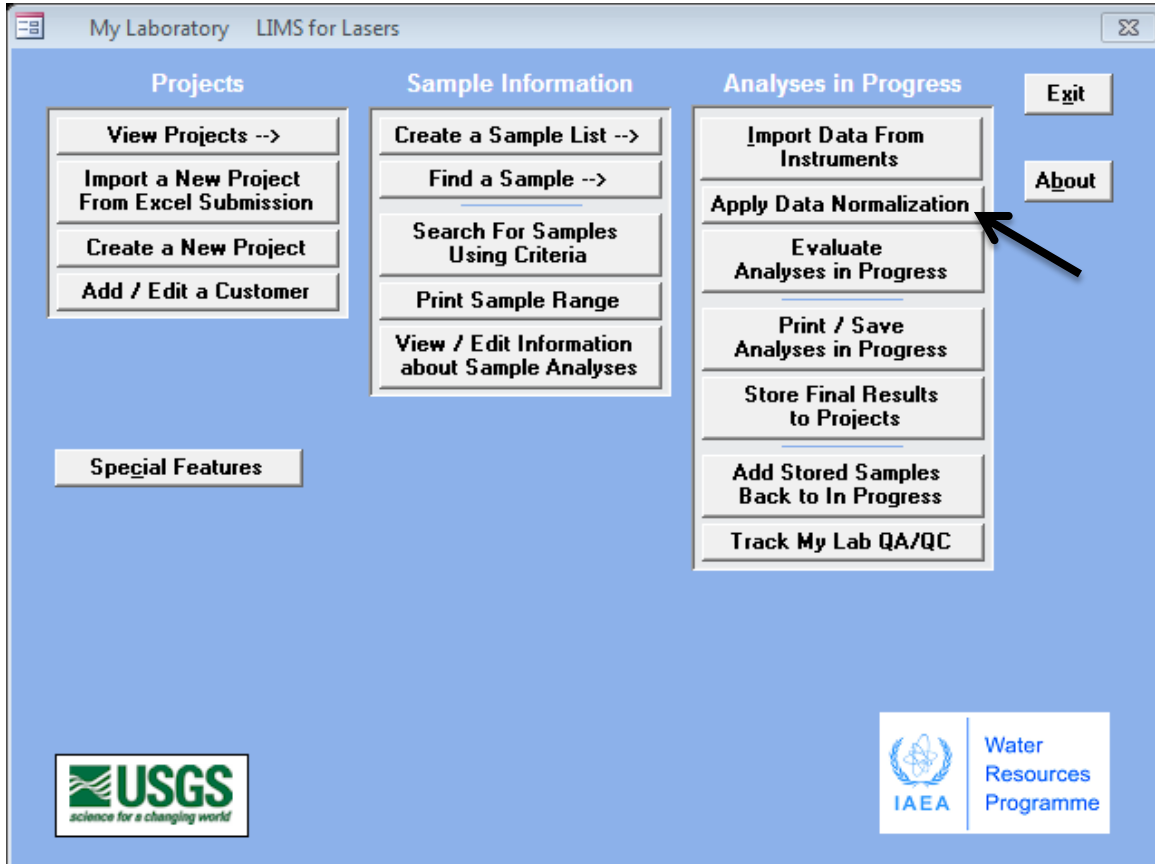 My Laboratory LIMS for Lasers
Projects
View Projects -->
Import a New Project
From Excel Submission
Create a New Project
Add / Edit a Customer
Special Features
Sample Information
Create a Sample List -->
Find a Sample -->
Search For Samples
Using Criteria
Print Sample Range
View / Edit Information
about Sample Analyses
Analyses in Progress
Import Data From
Instruments
Apply Data Normalization
Evaluate
Analyses in Progress
Print / Save
Analyses in Progress
Store Final Results
to Projects
Add Stored Samples
Back to In Progress
Track My Lab QA/QC
Exit
About
USGS
science for a changing world
IAEA
Water
Resources
Programme